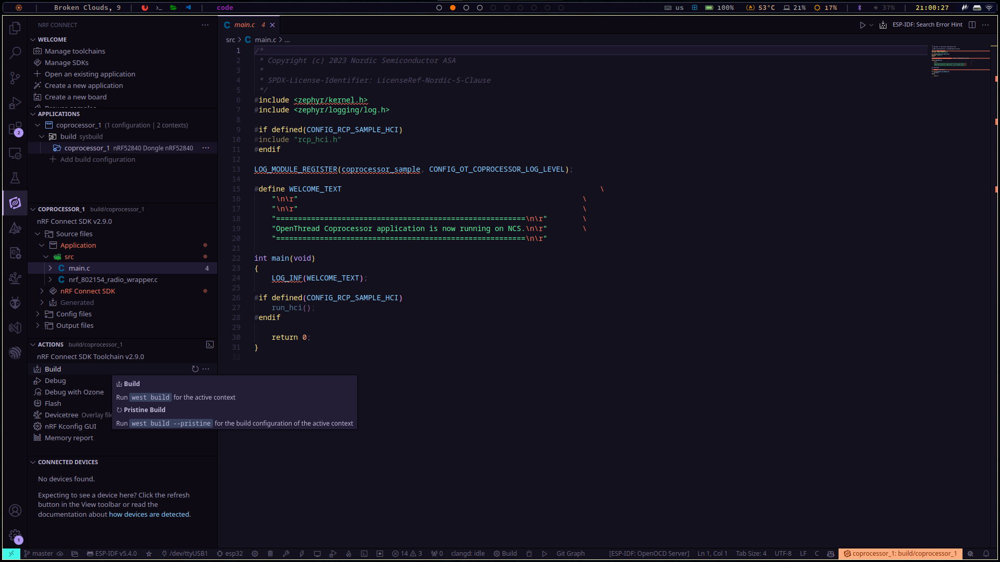 Broken Clouds, 9 | | code
us 100% 53°C 21% 17% | 37% | 21:00:27
NRF CONNECT
WELCOME
Manage toolchains
Manage SDKs
Open an existing application
Create a new application
Create a new board
Browse samples
APPLICATIONS
coprocessor_1 (1 configuration | 2 contexts)
build sysbuild
coprocessor_1 nRF52840 Dongle nRF52840
Add build configuration
COPROCESSOR_1 build/coprocessor_1
nRF Connect SDK v2.9.0
Source files
Application
src
main.c 4
nrf_802154_radio_wrapper.c
nRF Connect SDK
Generated
Config files
Output files
ACTIONS build/coprocessor_1
nRF Connect SDK Toolchain v2.9.0
Build
Debug
Debug with Ozone
Flash
Devicetree Overlay file
nRF Kconfig GUI
Memory report
Build
Run west build for the active context
Pristine Build
Run west build --pristine for the build configuration of the active context
CONNECTED DEVICES
No devices found.
Expecting to see a device here? Click the refresh
button in the View toolbar or read the
documentation about how devices are detected.
2
1
main.c 4
ESP-IDF: Search Error Hint
src > main.c > ...
1 /*
2 * Copyright (c) 2023 Nordic Semiconductor ASA
3 *
4 * SPDX-License-Identifier: LicenseRef-Nordic-5-Clause
5 */
6 #include <zephyr/kernel.h>
7 #include <zephyr/logging/log.h>
8
9 #if defined(CONFIG_RCP_SAMPLE_HCI)
10 #include "rcp_hci.h"
11 #endif
12
13 LOG_MODULE_REGISTER(coprocessor_sample, CONFIG_OT_COPROCESSOR_LOG_LEVEL);
14
15 #define WELCOME_TEXT \
16 "\n\r" \
17 "\n\r" \
18 "=========================================================\n\r" \
19 "OpenThread Coprocessor application is now running on NCS.\n\r" \
20 "=========================================================\n\r"
21
22 int main(void)
23 {
24 LOG_INF(WELCOME_TEXT);
25
26 #if defined(CONFIG_RCP_SAMPLE_HCI)
27 run_hci();
28 #endif
29
30 return 0;
31 }
32
master ESP-IDF v5.4.0 /dev/ttyUSB1 esp32 14 3 0 clangd: idle Build Git Graph [ESP-IDF: OpenOCD Server] Ln 1, Col 1 Tab Size: 4 UTF-8 LF C coprocessor_1: build/coprocessor_1